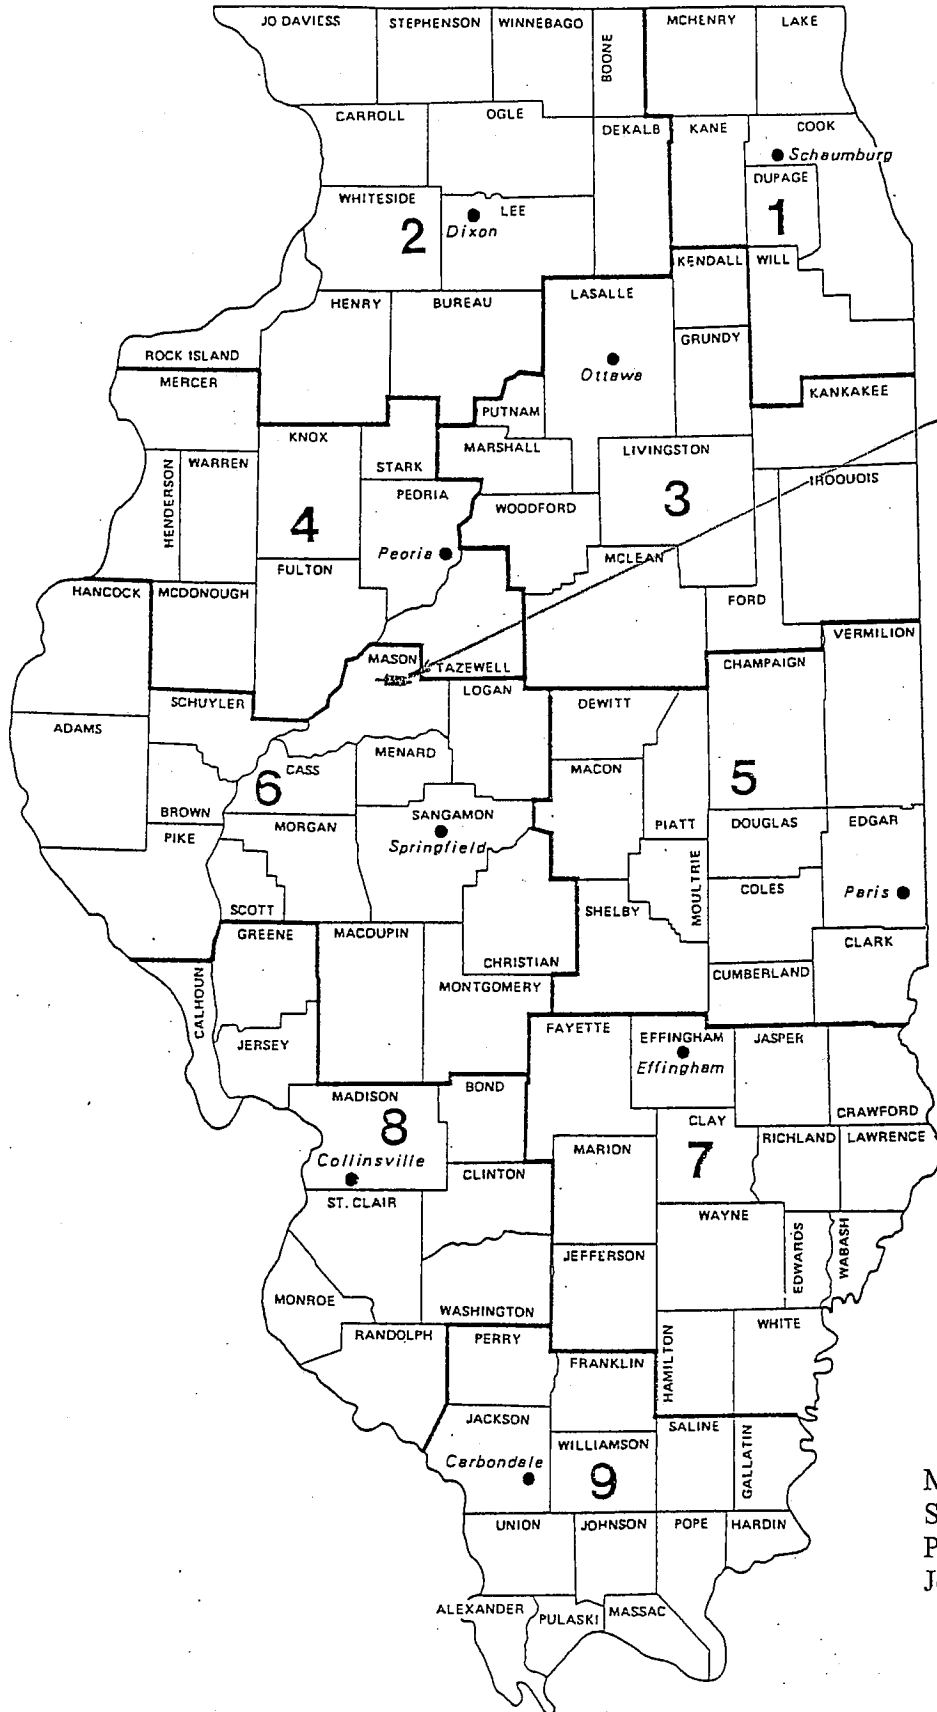 JO DAVIESS STEPHENSON WINNEBAGO BOONE MCHENRY LAKE
CARROLL OGLE DEKALB KANE COOK
Schaumburg
DUPAGE
WHITESIDE LEE
2 Dixon 1
KENDALL WILL
HENRY BUREAU LASALLE
GRUNDY
ROCK ISLAND Ottawa
MERCER KANKAKEE
PUTNAM
KNOX MARSHALL LIVINGSTON
HENDERSON WARREN STARK IROQUOIS
PEORIA WOODFORD 3
4
Peoria MCLEAN
FULTON
HANCOCK MCDONOUGH FORD
VERMILION
MASON TAZEWELL CHAMPAIGN
LOGAN
SCHUYLER DEWITT
ADAMS
MENARD
6 CASS MACON 5
BROWN SANGAMON
PIKE MORGAN PIATT DOUGLAS EDGAR
Springfield
MOULTRIE COLES Paris
SCOTT SHELBY
GREENE MACOUPIN CLARK
CHRISTIAN CUMBERLAND
CALHOUN MONTGOMERY
FAYETTE EFFINGHAM JASPER
JERSEY Effingham
BOND
MADISON CRAWFORD
8 CLAY
MARION 7 RICHLAND LAWRENCE
Collinsville CLINTON
ST. CLAIR WAYNE
EDWARDS WABASH
JEFFERSON
MONROE
WASHINGTON
RANDOLPH PERRY WHITE
FRANKLIN HAMILTON
JACKSON SALINE
WILLIAMSON GALLATIN
Carbondale
9
UNION JOHNSON POPE HARDIN
ALEXANDER PULASKI MASSAC